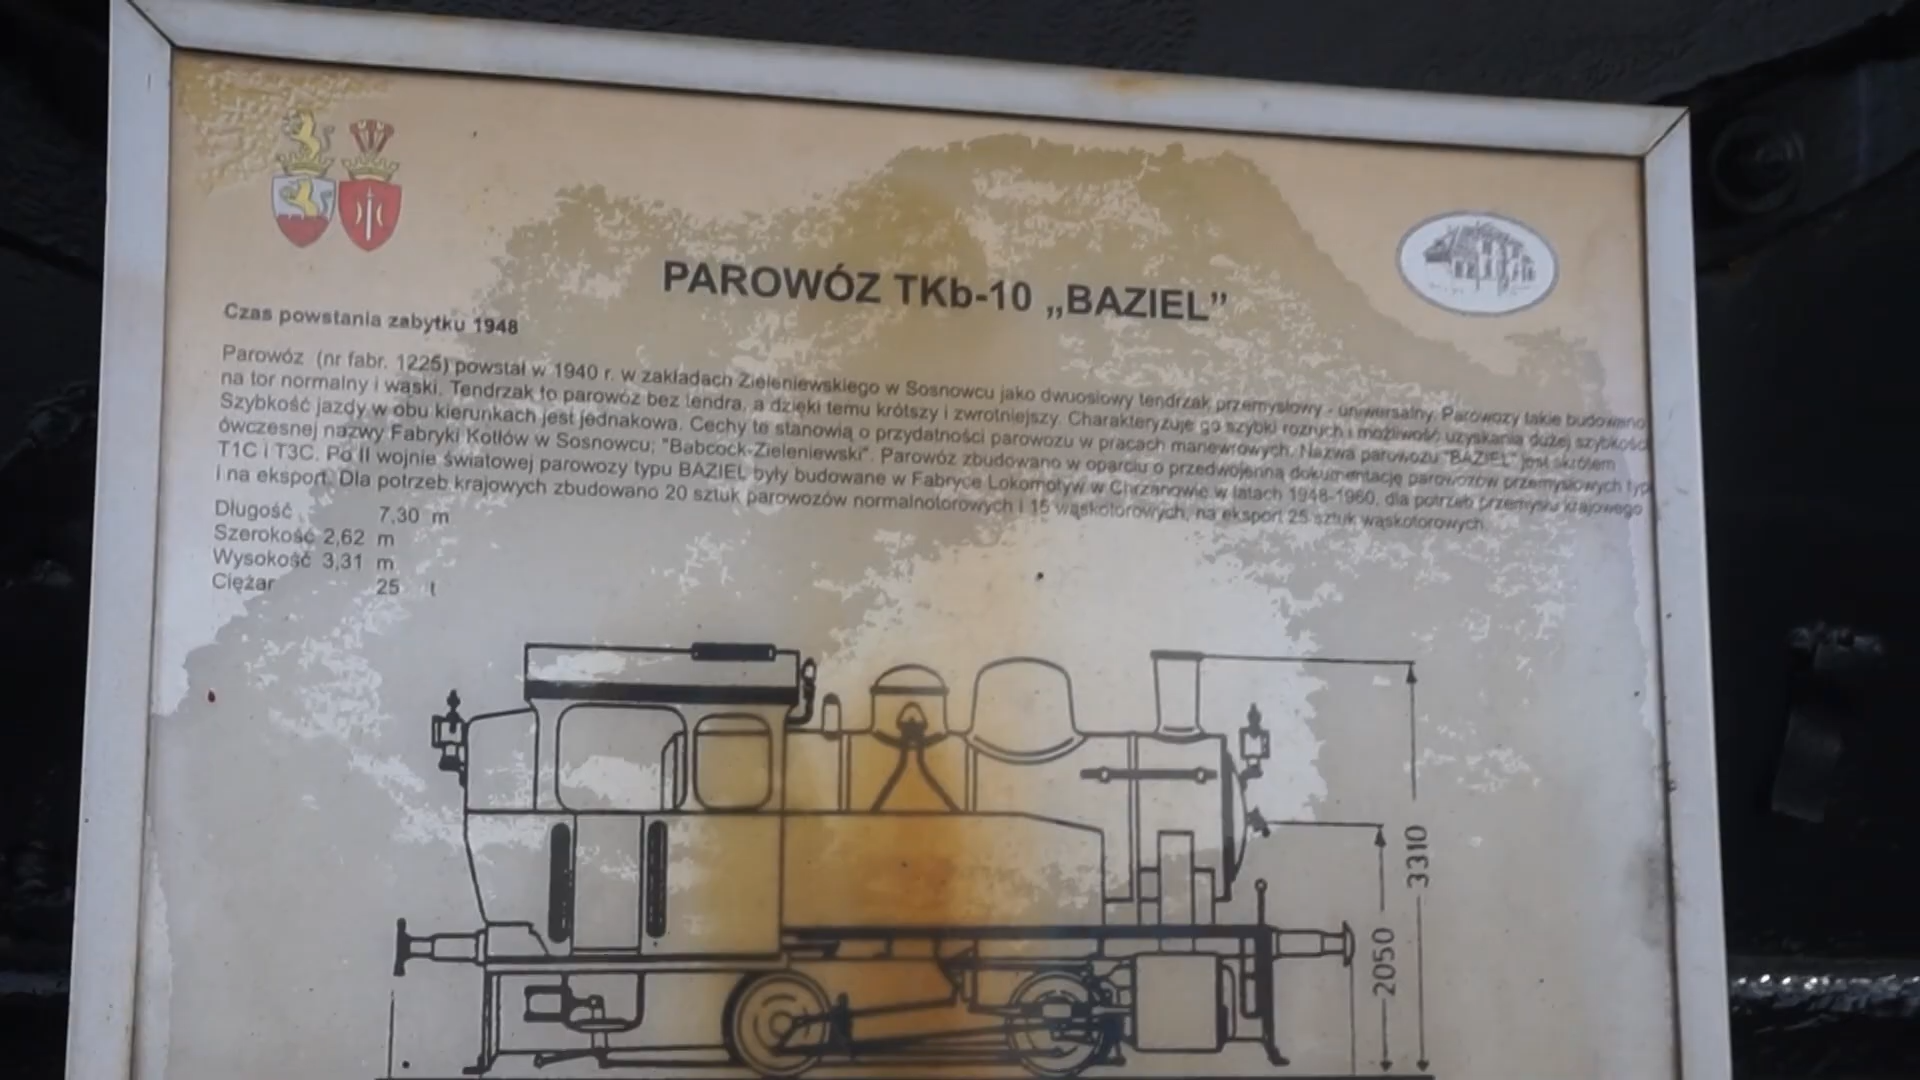 PAROWÓZ TKb-10 „BAZIEL”
Czas powstania zabytku 1948
Parowóz (nr fabr. 1225) powstał w 1940 r. w zakładach Zieleniewskiego w Sosnowcu jako dwuosiowy tendrzak przemysłowy - uniwersalny. Parowozy takie budowano
na tor normalny i wąski. Tendrzak to parowóz bez tendra, a dzięki temu krótszy i zwrotniejszy. Charakteryzuje go szybki rozruch i możliwość uzyskania dużej szybkości.
Szybkość jazdy w obu kierunkach jest jednakowa. Cechy te stanowią o przydatności parowozu w pracach manewrowych. Nazwa parowozu "BAZIEL" jest skrótem
ówczesnej nazwy Fabryki Kotłów w Sosnowcu; "Babcock-Zieleniewski". Parowóz zbudowano w oparciu o przedwojenną dokumentację parowozów przemysłowych typu
T1C i T3C. Po II wojnie światowej parowozy typu BAZIEL były budowane w Fabryce Lokomotyw w Chrzanowie w latach 1948-1960, dla potrzeb przemysłu krajowego
i na eksport. Dla potrzeb krajowych zbudowano 20 sztuk parowozów normalnotorowych i 15 wąskotorowych, na eksport 25 sztuk wąskotorowych.
Długość 7,30 m
Szerokość 2,62 m
Wysokość 3,31 m
Ciężar 25 t
3310
2050